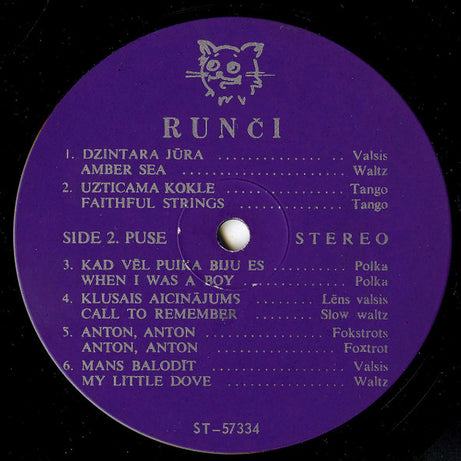 RUNČI
1. DZINTARA JŪRA .................. .. Valsis
AMBER SEA ........................ .. Waltz
2. UZTICAMA KOKLE .................. Tango
FAITHFUL STRINGS .................. Tango
SIDE 2. PUSE STEREO
3. KAD VĒL PUIKA BIJU ES .......... Polka
WHEN I WAS A BOY ............... Polka
4. KLUSAIS AICINĀJUMS ....... Lēns valsis
CALL TO REMEMBER ....... Slow waltz
5. ANTON, ANTON ................ Fokstrots
ANTON, ANTON .................. Foxtrot
6. MANS BALODĪT .................. Valsis
MY LITTLE DOVE .................. Waltz
ST-57334